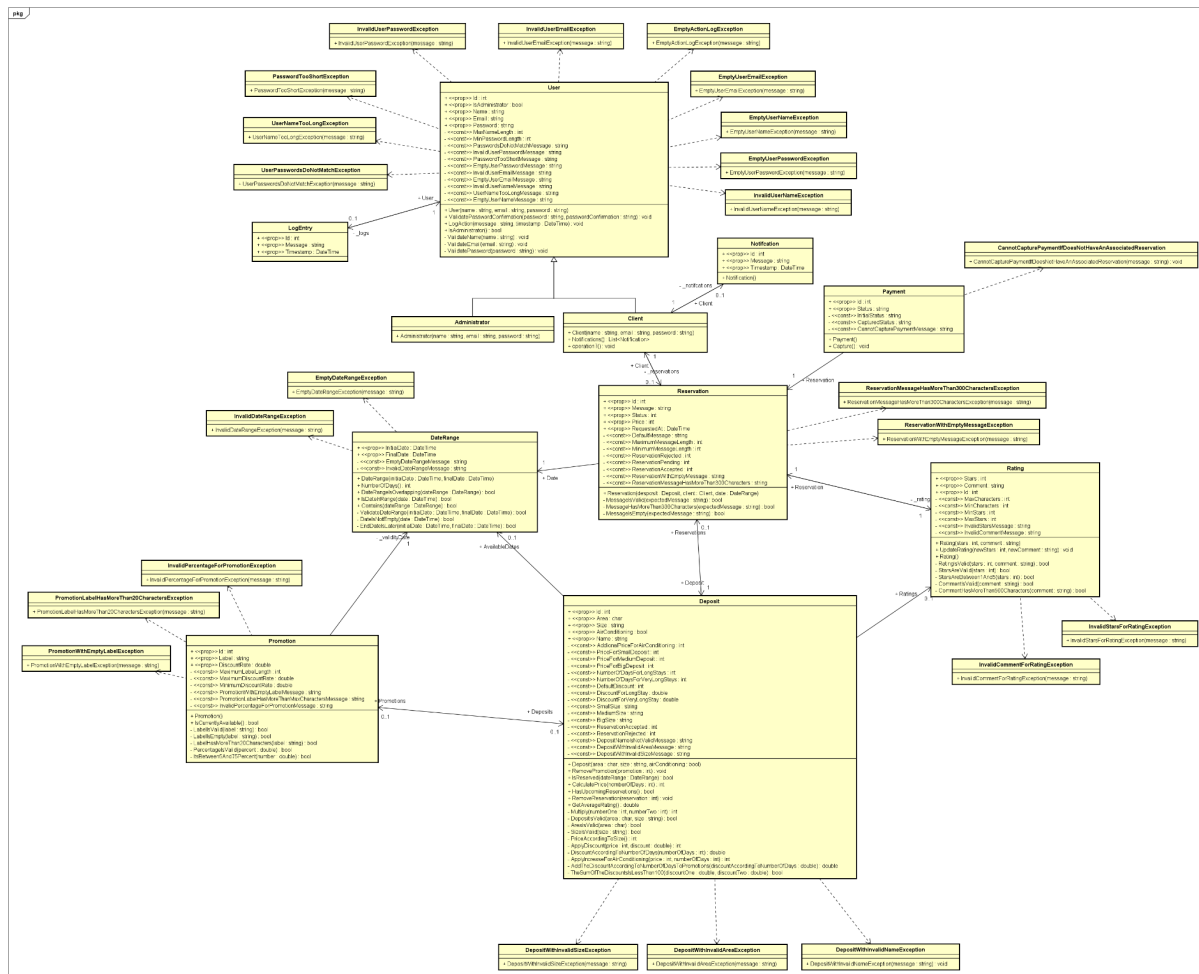 pkg
InvalidUserPasswordException
+ InvalidUserPasswordException(message : string)
InvalidUserEmailException
+ InvalidUserEmailException(message : string)
EmptyActionLogException
+ EmptyActionLogException(message : string)
PasswordTooShortException
+ PasswordTooShortException(message : string)
UserNameTooLongException
+ UserNameTooLongException(message : string)
UserPasswordsDoNotMatchException
- UserPasswordsDoNotMatchException(message : string)
EmptyUserEmailException
+ EmptyUserEmailException(message : string)
EmptyUserNameException
+ EmptyUserNameException(message : string)
EmptyUserPasswordException
+ EmptyUserPasswordException(message : string)
InvalidUserNameException
- InvalidUserNameException(message : string)
User
+ <<prop>> Id : int
+ <<prop>> IsAdministrator : bool
+ <<prop>> Name : string
+ <<prop>> Email : string
+ <<prop>> Password : string
- <<const>> MaxNameLength : int
- <<const>> MinPasswordLength : int
- <<const>> PasswordsDoNotMatchMessage : string
- <<const>> InvalidUserPasswordMessage : string
- <<const>> PasswordTooShortMessage : string
- <<const>> EmptyUserPasswordMessage : string
- <<const>> InvalidUserEmailMessage : string
- <<const>> EmptyUserEmailMessage : string
- <<const>> InvalidUserNameMessage : string
- <<const>> UserNameTooLongMessage : string
- <<const>> EmptyUserNameMessage : string
+ User(name : string, email : string, password : string)
+ ValidatePasswordConfirmation(password : string, passwordConfirmation : string) : void
+ LogAction(message : string, timestamp : DateTime) : void
+ IsAdministrator() : bool
- ValidateName(name : string) : void
- ValidateEmail(email : string) : void
- ValidatePassword(password : string) : void
+ User
1
0..1
_logs
LogEntry
+ <<prop>> Id : int
+ <<prop>> Message : string
+ <<prop>> Timestamp : DateTime
Notification
+ <<prop>> Id : int
+ <<prop>> Message : string
+ <<prop>> Timestamp : DateTime
- Notification()
- _notifications
0..1
+ Client
1
CannotCapturePaymentIfDoesNotHaveAnAssociatedReservation
+ CannotCapturePaymentIfDoesNotHaveAnAssociatedReservation(message : string) : void
Payment
+ <<prop>> Id : int
+ <<prop>> Status : string
- <<const>> InitialStatus : string
- <<const>> CapturedStatus : string
- <<const>> CannotCapturePaymentMessage : string
- Payment()
+ Capture() : void
Administrator
+ Administrator(name : string, email : string, password : string)
Client
+ Client(name : string, email : string, password : string)
- Notifications() : List<Notification>
- operation1() : void
1
+ Client
- _reservations
0..1
1
+ Reservation
EmptyDateRangeException
+ EmptyDateRangeException(message : string)
InvalidDateRangeException
+ InvalidDateRangeException(message : string)
DateRange
+ <<prop>> InitialDate : DateTime
+ <<prop>> FinalDate : DateTime
- <<const>> EmptyDateRangeMessage : string
- <<const>> InvalidDateRangeMessage : string
+ DateRange(initialDate : DateTime, finalDate : DateTime)
+ NumberOfDays() : int
+ DateRangeIsOverlapping(dateRange : DateRange) : bool
+ IsDateInRange(date : DateTime) : bool
+ Contains(dateRange : DateRange) : bool
- ValidateDateRange(initialDate : DateTime, finalDate : DateTime) : bool
- DateIsNotEmpty(date : DateTime) : bool
- EndDateIsLater(initialDate : DateTime, finalDate : DateTime) : bool
1
+ Date
Reservation
+ <<prop>> Id : int
+ <<prop>> Message : string
+ <<prop>> Status : int
+ <<prop>> Price : int
+ <<prop>> RequestedAt : DateTime
- <<const>> DefaultMessage : string
- <<const>> MaximumMessageLength : int
- <<const>> MinimumMessageLength : int
- <<const>> ReservationRejected : int
- <<const>> ReservationPending : int
- <<const>> ReservationAccepted : int
- <<const>> ReservationWithEmptyMessage : string
- <<const>> ReservationMessageHasMoreThan300Characters : string
+ Reservation(deposit : Deposit, client : Client, date : DateRange)
- MessageIsValid(expectedMessage : string) : bool
- MessageHasMoreThan300Characters(expectedMessage : string) : bool
- MessageIsEmpty(expectedMessage : string) : bool
ReservationMessageHasMoreThan300CharactersException
+ ReservationMessageHasMoreThan300CharactersException(message : string)
ReservationWithEmptyMessageException
+ ReservationWithEmptyMessageException(message : string)
1
+ Reservation
_rating
1
Rating
+ <<prop>> Stars : int
+ <<prop>> Comment : string
+ <<prop>> Id : int
- <<const>> MaxCharacters : int
- <<const>> MinCharacters : int
- <<const>> MinStars : int
- <<const>> MaxStars : int
- <<const>> InvalidStarsMessage : string
- <<const>> InvalidCommentMessage : string
+ Rating(stars : int, comment : string)
+ UpdateRating(newStars : int, newComment : string) : void
+ Rating()
- RatingIsValid(stars : int, comment : string) : bool
- StarsAreValid(stars : int) : bool
- StarsAreBetween1And5(stars : int) : bool
- CommentIsValid(comment : string) : bool
- CommentHasMoreThan500Characters(comment : string) : bool
0..1
+ Reservations
+ Deposit
1
_validityDate
1
0..1
+ AvailableDates
+ Ratings
0..1
InvalidStarsForRatingException
+ InvalidStarsForRatingException(message : string)
InvalidCommentForRatingException
+ InvalidCommentForRatingException(message : string)
InvalidPercentageForPromotionException
+ InvalidPercentageForPromotionException(message : string)
PromotionLabelHasMoreThan20CharactersException
+ PromotionLabelHasMoreThan20CharactersException(message : string)
PromotionWithEmptyLabelException
+ PromotionWithEmptyLabelException(message : string)
Promotion
+ <<prop>> Id : int
+ <<prop>> Label : string
+ <<prop>> DiscountRate : double
- <<const>> MaximumLabelLength : int
- <<const>> MaximumDiscountRate : double
- <<const>> MinimumDiscountRate : double
- <<const>> PromotionWithEmptyLabelMessage : string
- <<const>> PromotionLabelHasMoreThanMaxCharactersMessage : string
- <<const>> InvalidPercentageForPromotionMessage : string
+ Promotion()
+ IsCurrentlyAvailable() : bool
- LabelIsValid(label : string) : bool
- LabelIsEmpty(label : string) : bool
- LabelHasMoreThan20Characters(label : string) : bool
- PercentageIsValid(percent : double) : bool
- IsBetween5And75Percent(number : double) : bool
+ Promotions
0..1
+ Deposits
0..1
Deposit
+ <<prop>> Id : int
+ <<prop>> Area : char
+ <<prop>> Size : string
+ <<prop>> AirConditioning : bool
+ <<prop>> Name : string
- <<const>> AdditionalPriceForAirConditioning : int
- <<const>> PriceForSmallDeposit : int
- <<const>> PriceForMediumDeposit : int
- <<const>> PriceForBigDeposit : int
- <<const>> NumberOfDaysForLongStays : int
- <<const>> NumberOfDaysForVeryLongStays : int
- <<const>> DefaultDiscount : int
- <<const>> DiscountForLongStay : double
- <<const>> DiscountForVeryLongStay : double
- <<const>> SmallSize : string
- <<const>> MediumSize : string
- <<const>> BigSize : string
- <<const>> ReservationAccepted : int
- <<const>> ReservationRejected : int
- <<const>> DepositNameIsNotValidMessage : string
- <<const>> DepositWithInvalidAreaMessage : string
- <<const>> DepositWithInvalidSizeMessage : string
+ Deposit(area : char, size : string, airConditioning : bool)
+ RemovePromotion(promotion : int) : void
+ IsReserved(dateRange : DateRange) : bool
+ CalculatePrice(numberOfDays : int) : int
+ HasUpcomingReservations() : bool
+ RemoveReservation(reservation : int) : void
+ GetAverageRating() : double
- Multiply(numberOne : int, numberTwo : int) : int
- DepositIsValid(area : char, size : string) : bool
- AreaIsValid(area : char) : bool
- SizeIsValid(size : string) : bool
- PriceAccordingToSize() : int
- ApplyDiscount(price : int, discount : double) : int
- DiscountAccordingToNumberOfDays(numberOfDays : int) : double
- ApplyIncreaseForAirConditioning(price : int, numberOfDays : int) : int
- AddTheDiscountAccordingToNumberOfDaysToPromotions(discountAccordingToNumberOfDays : double) : double
- TheSumOfTheDiscountsIsLessThan100(discountOne : double, discountTwo : double) : bool
DepositWithInvalidSizeException
+ DepositWithInvalidSizeException(message : string)
DepositWithInvalidAreaException
+ DepositWithInvalidAreaException(message : string)
DepositWithInvalidNameException
+ DepositWithInvalidNameException(message : string) : void